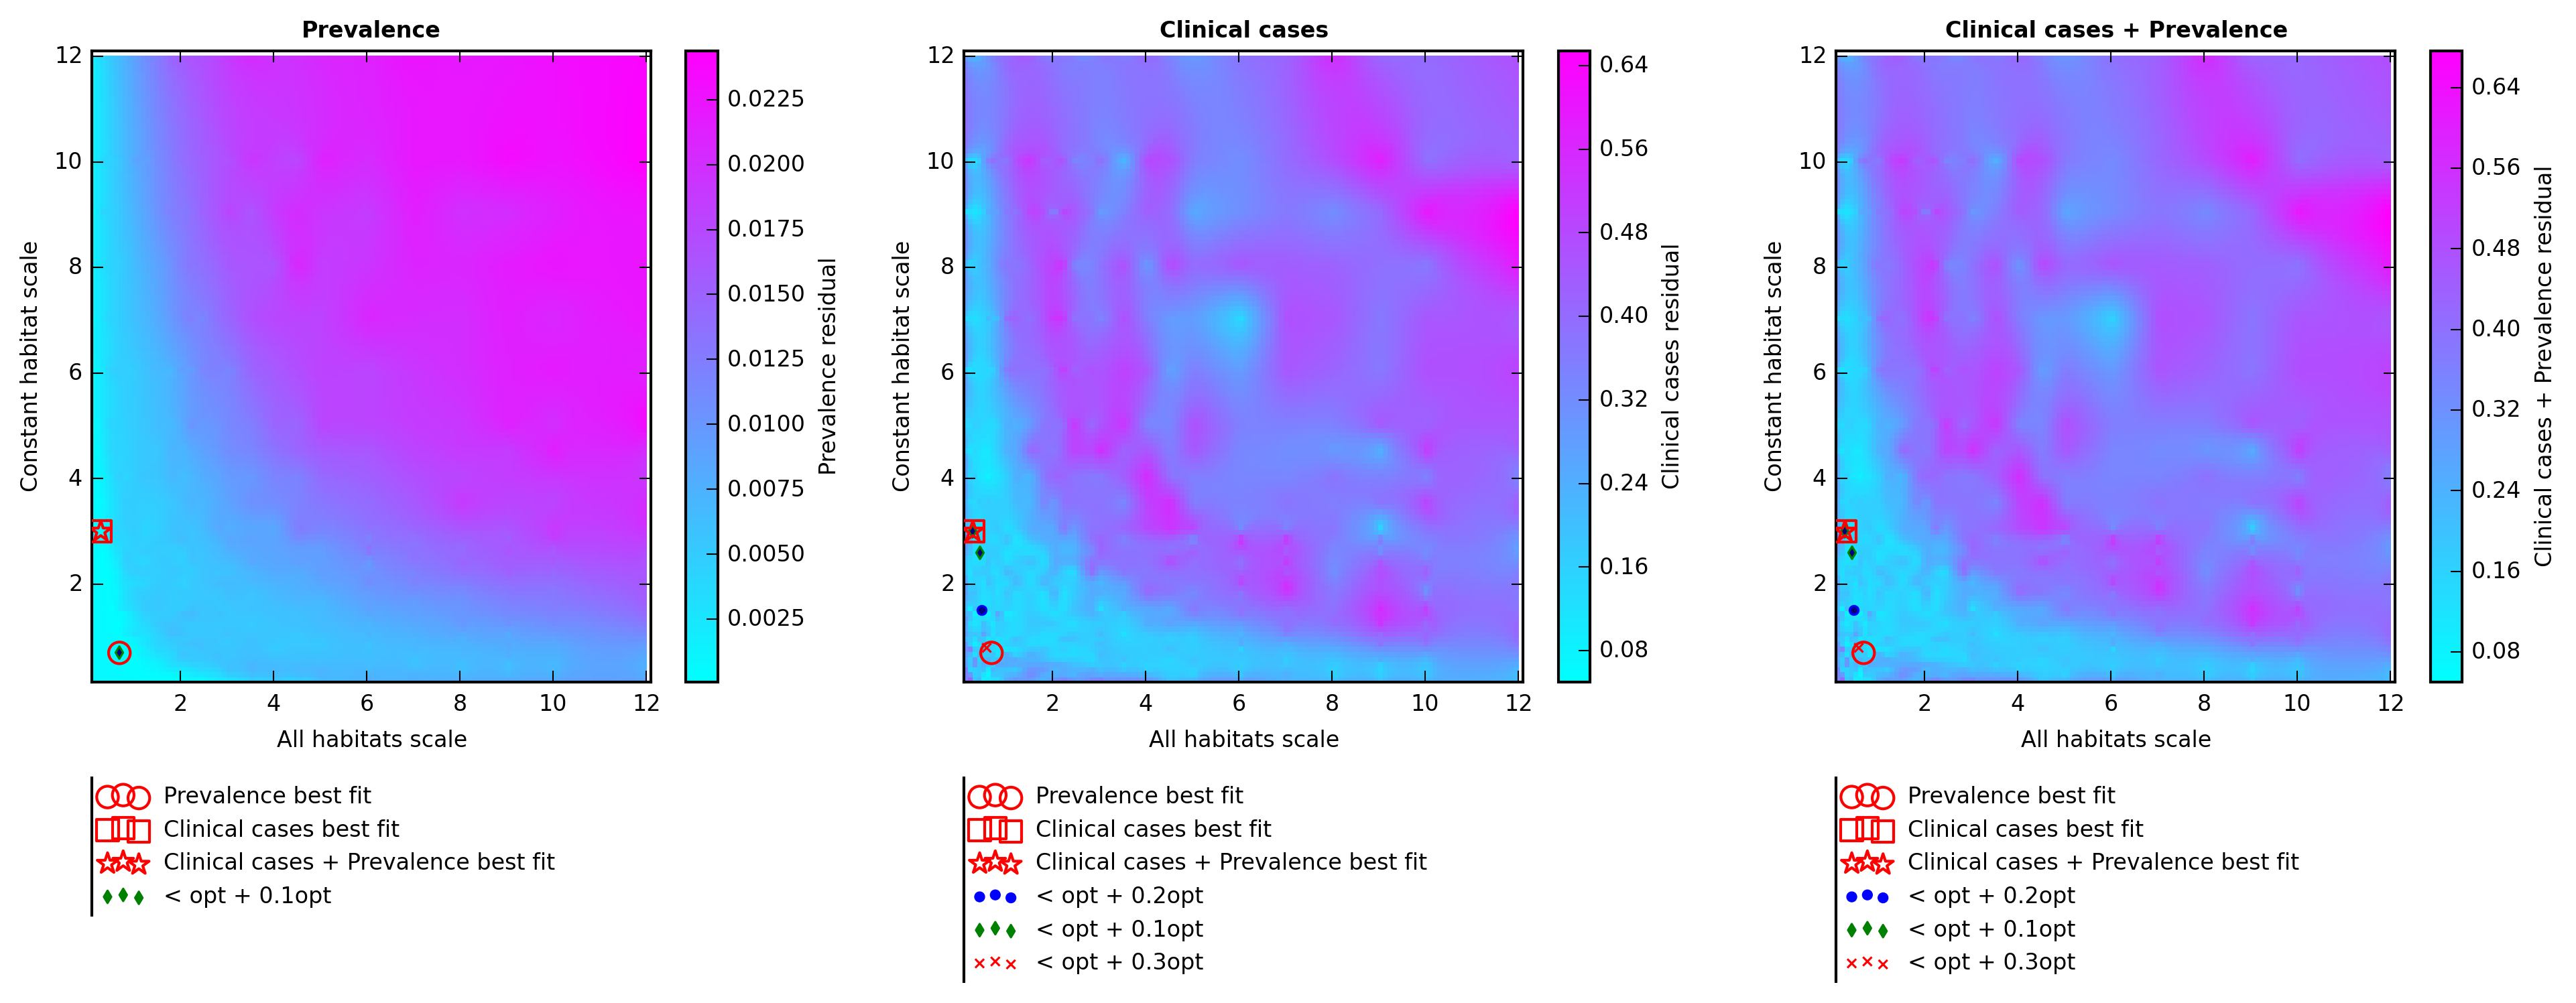 Prevalence
12
10
8
6
4
2
Constant habitat scale
2 4 6 8 10 12
All habitats scale
0.0225
0.0200
0.0175
0.0150
0.0125
0.0100
0.0075
0.0050
0.0025
Prevalence residual
Prevalence best fit
Clinical cases best fit
Clinical cases + Prevalence best fit
< opt + 0.1opt
Clinical cases
12
10
8
6
4
2
Constant habitat scale
2 4 6 8 10 12
All habitats scale
0.64
0.56
0.48
0.40
0.32
0.24
0.16
0.08
Clinical cases residual
Prevalence best fit
Clinical cases best fit
Clinical cases + Prevalence best fit
< opt + 0.2opt
< opt + 0.1opt
< opt + 0.3opt
Clinical cases + Prevalence
12
10
8
6
4
2
Constant habitat scale
2 4 6 8 10 12
All habitats scale
0.64
0.56
0.48
0.40
0.32
0.24
0.16
0.08
Clinical cases + Prevalence residual
Prevalence best fit
Clinical cases best fit
Clinical cases + Prevalence best fit
< opt + 0.2opt
< opt + 0.1opt
< opt + 0.3opt